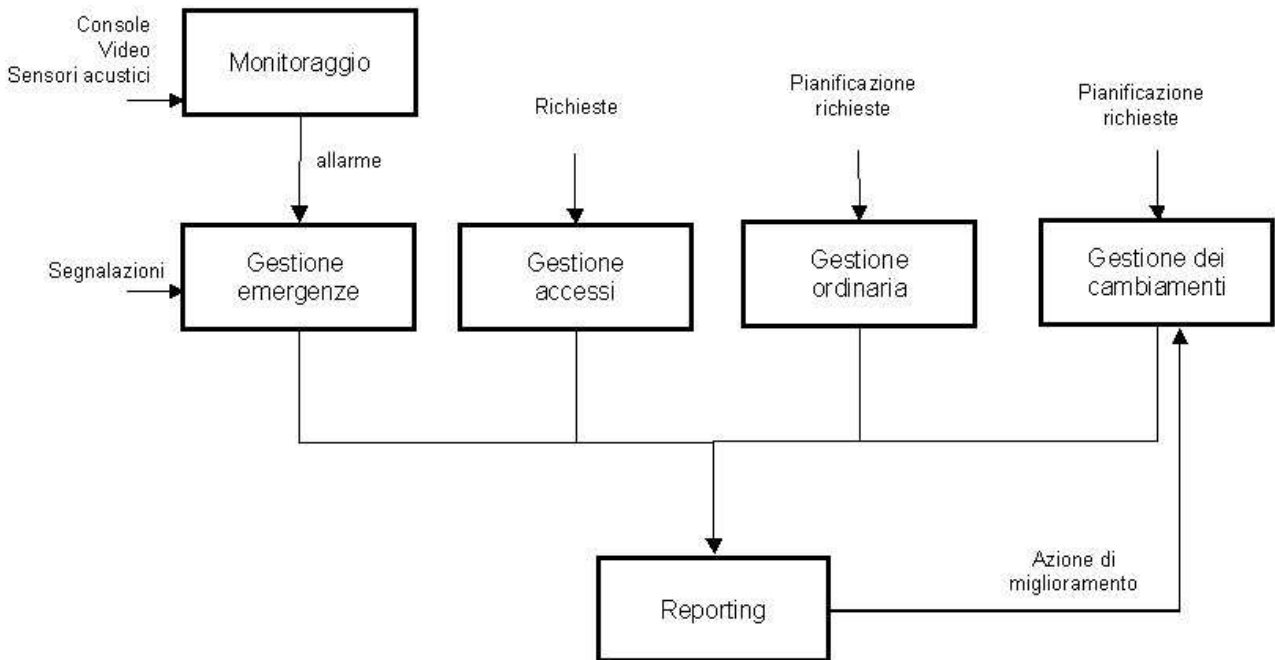 Console
Video
Sensori acustici
Monitoraggio
allarme
Richieste
Pianificazione
richieste
Pianificazione
richieste
Segnalazioni
Gestione
emergenze
Gestione
accessi
Gestione
ordinaria
Gestione dei
cambiamenti
Reporting
Azione di
miglioramento